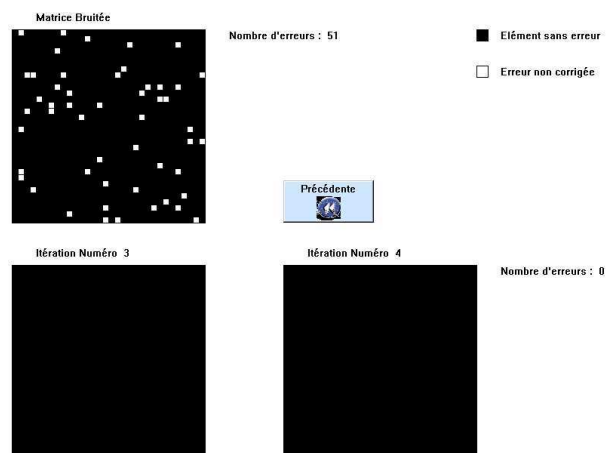 Matrice Bruitée
Nombre d'erreurs : 51
Elément sans erreur
Erreur non corrigée
Précédente
Itération Numéro 3
Itération Numéro 4
Nombre d'erreurs : 0